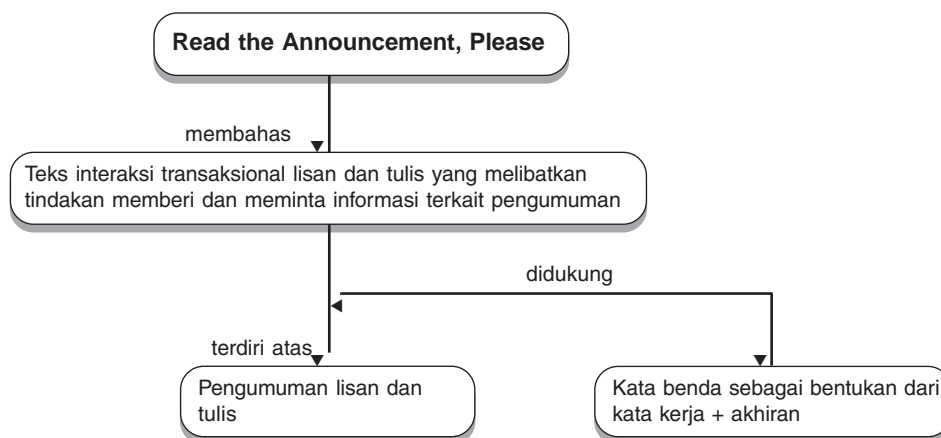 Read the Announcement, Please
membahas
Teks interaksi transaksional lisan dan tulis yang melibatkan
tindakan memberi dan meminta informasi terkait pengumuman
didukung
terdiri atas
Pengumuman lisan dan
tulis
Kata benda sebagai bentukan dari
kata kerja + akhiran